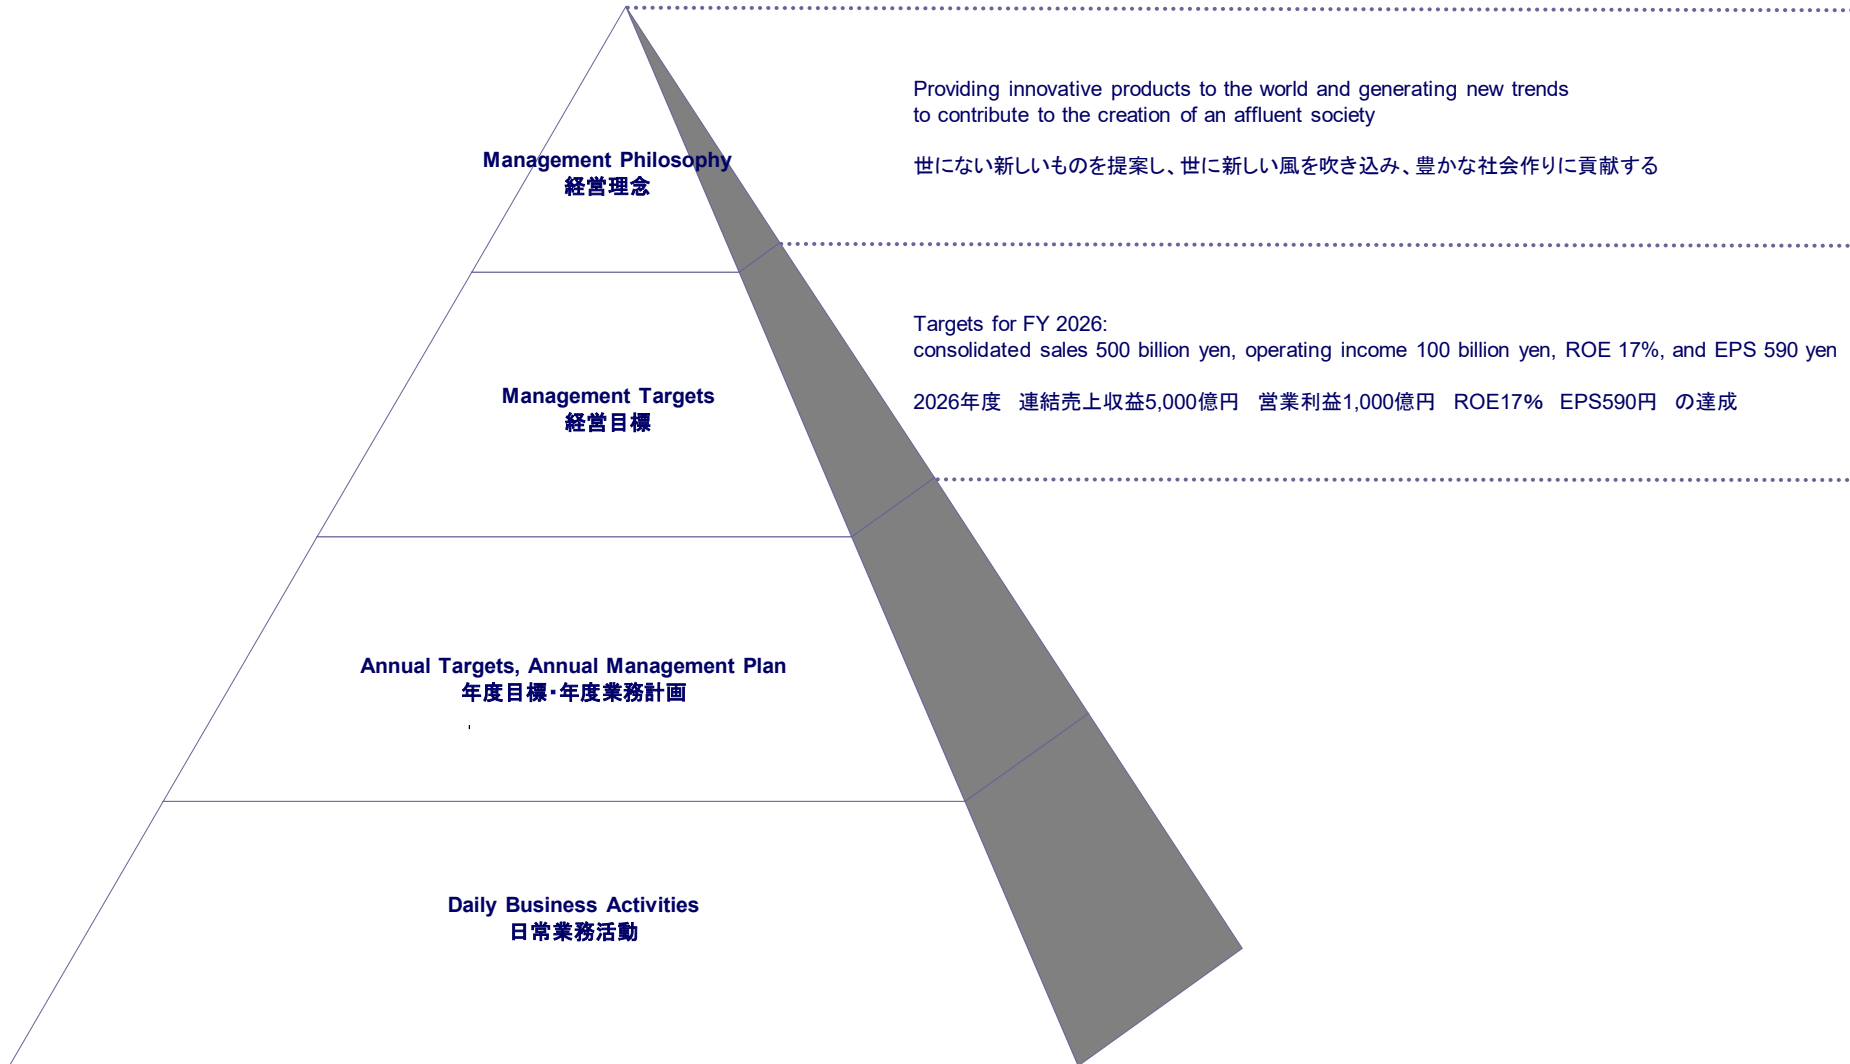 Providing innovative products to the world and generating new trends
to contribute to the creation of an affluent society
世にない新しいものを提案し、世に新しい風を吹き込み、豊かな社会作りに貢献する
Management Philosophy
経営理念
Targets for FY 2026:
consolidated sales 500 billion yen, operating income 100 billion yen, ROE 17%, and EPS 590 yen
2026年度　連結売上収益5,000億円　営業利益1,000億円　ROE17%　EPS590円　の達成
Management Targets
経営目標
Annual Targets, Annual Management Plan
年度目標・年度業務計画
Daily Business Activities
日常業務活動